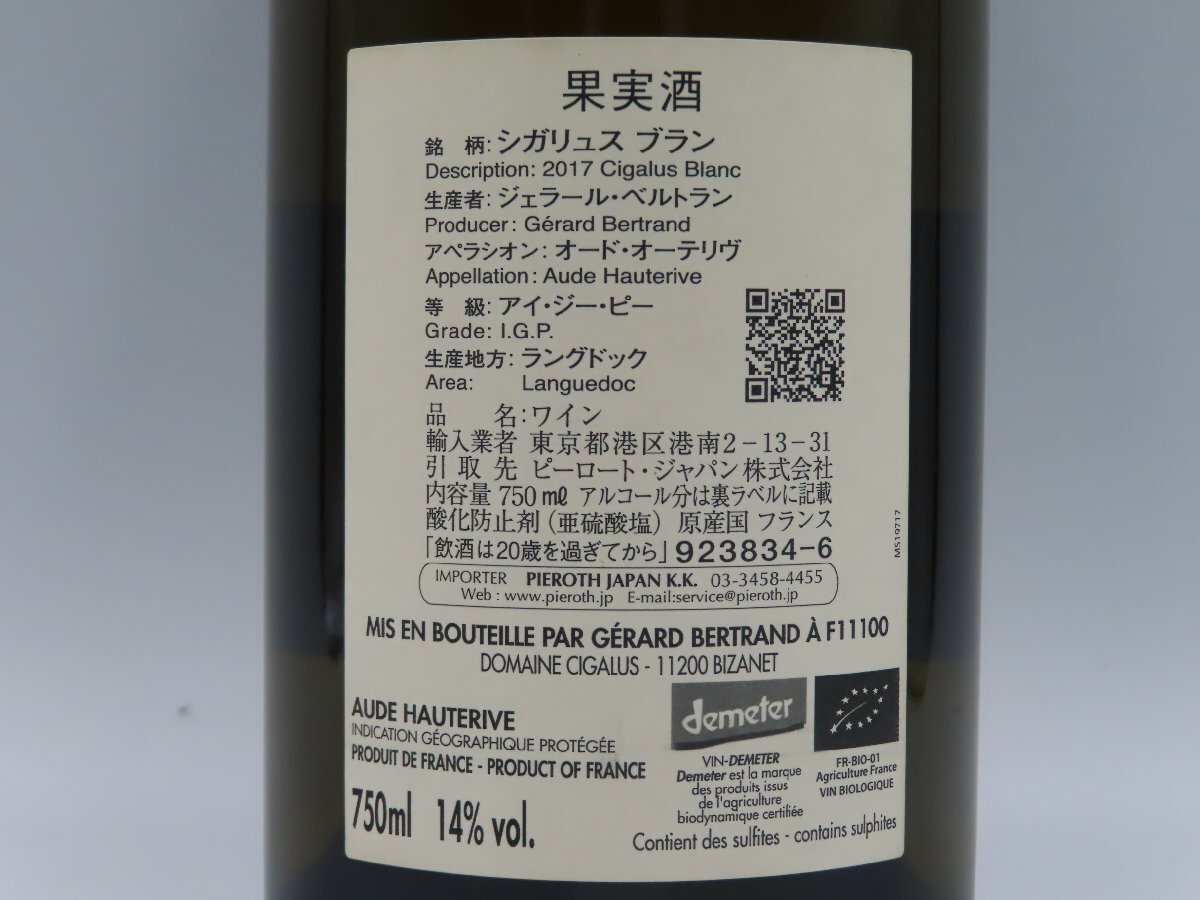 果実酒
銘 柄: シガリュス ブラン
Description: 2017 Cigalus Blanc
生産者: ジェラール・ベルトラン
Producer: Gérard Bertrand
アペラシオン: オード・オーテリヴ
Appellation: Aude Hauterive
等 級: アイ・ジー・ピー
Grade: I.G.P.
生産地方: ラングドック
Area: Languedoc
品 名:ワイン
輸入業者 東京都港区港南2-13-31
引取先 ピーロート・ジャパン株式会社
内容量 750mℓ アルコール分は裏ラベルに記載
酸化防止剤(亜硫酸塩) 原産国 フランス
「飲酒は20歳を過ぎてから」 923834-6
MS19717
IMPORTER PIEROTH JAPAN K.K. 03-3458-4455
Web : www.pieroth.jp E-mail:service@pieroth.jp
MIS EN BOUTEILLE PAR GÉRARD BERTRAND À F11100
DOMAINE CIGALUS - 11200 BIZANET
AUDE HAUTERIVE
INDICATION GÉOGRAPHIQUE PROTÉGÉE
PRODUIT DE FRANCE - PRODUCT OF FRANCE
750ml 14% vol.
demeter
VIN-DEMETER
Demeter est la marque
des produits issus
de l'agriculture
biodynamique certifiée
FR-BIO-01
Agriculture France
VIN BIOLOGIQUE
Contient des sulfites - contains sulphites